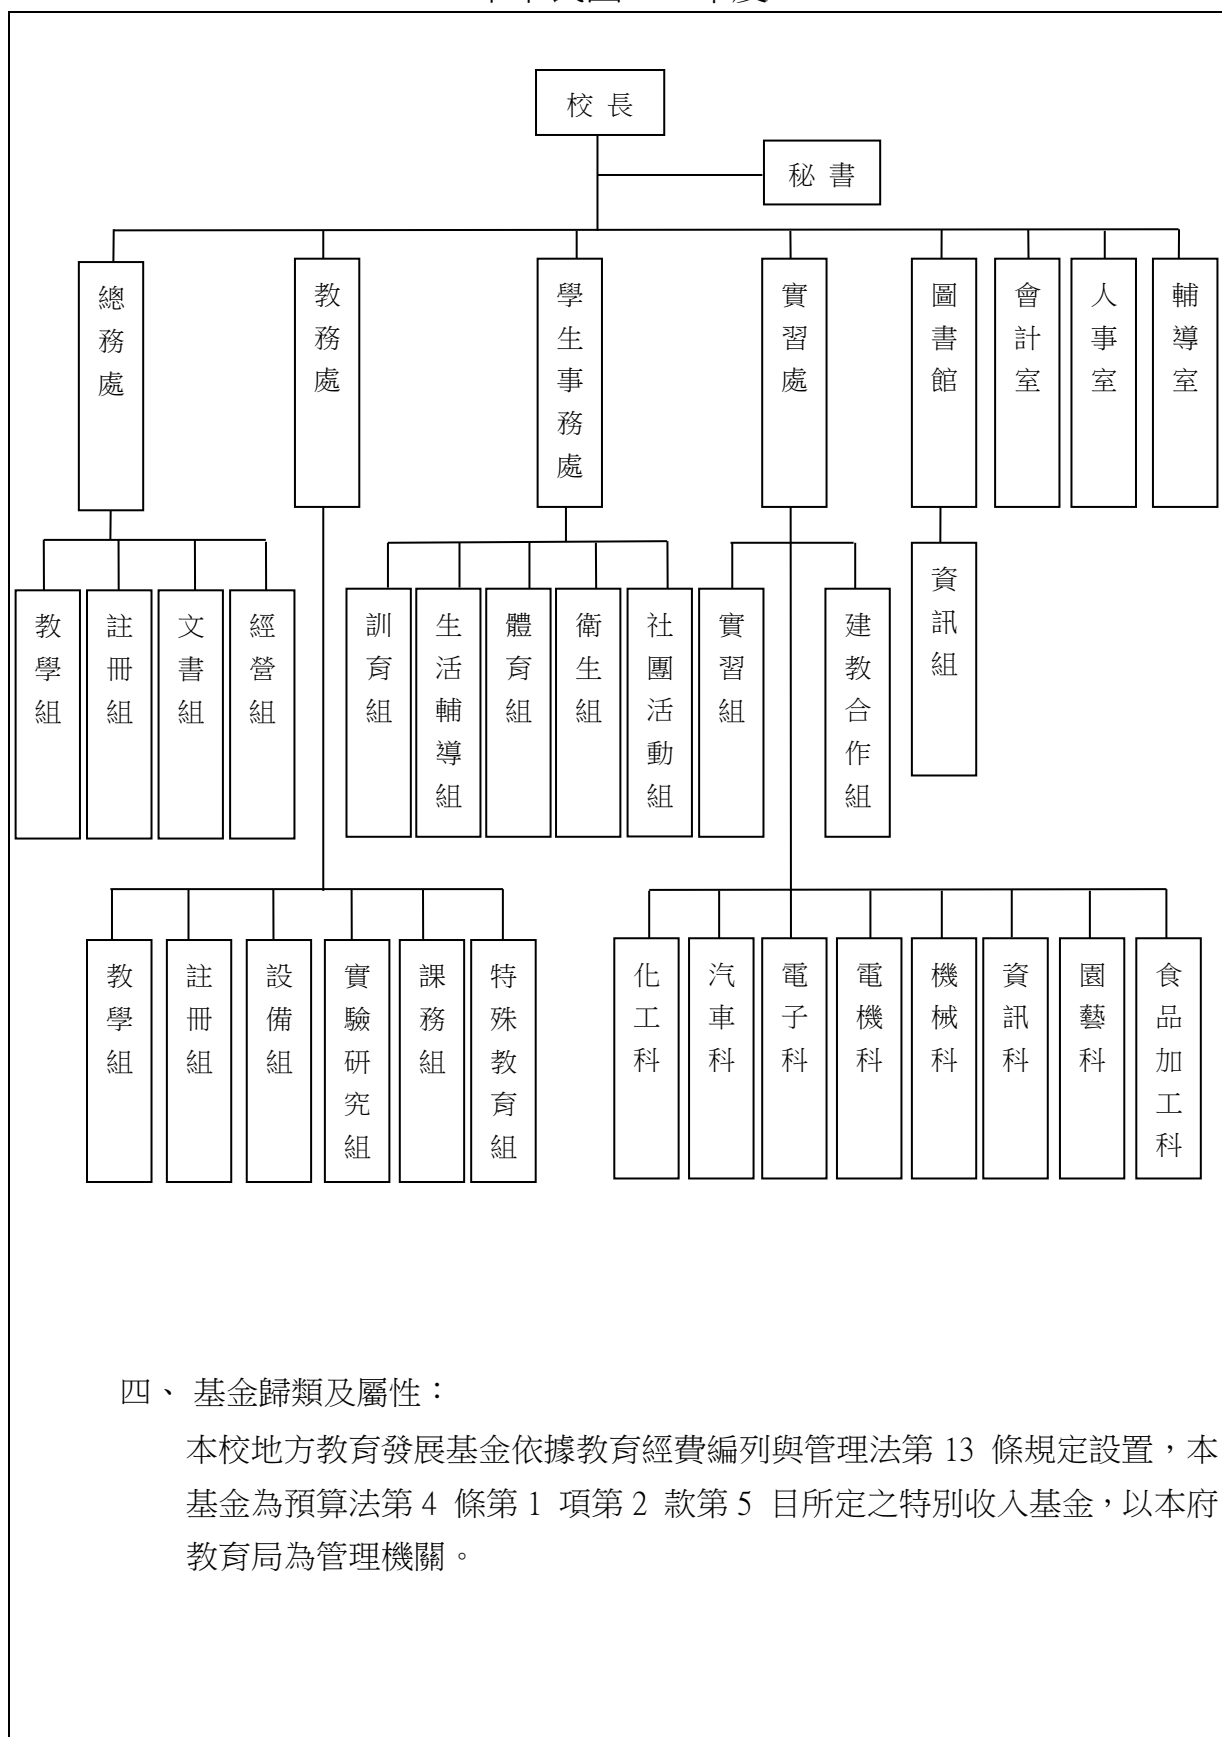 校長
秘書
總務處
教務處
學生事務處
實習處
圖書館
會計室
人事室
輔導室
教學組
註冊組
文書組
經營組
訓育組
生活輔導組
體育組
衛生組
社團活動組
實習組
建教合作組
資訊組
教學組
註冊組
設備組
實驗研究組
課務組
特殊教育組
化工科
汽車科
電子科
電機科
機械科
資訊科
園藝科
食品加工科
四、 基金歸類及屬性：
本校地方教育發展基金依據教育經費編列與管理法第 13 條規定設置，本
基金為預算法第 4 條第 1 項第 2 款第 5 目所定之特別收入基金，以本府
教育局為管理機關。